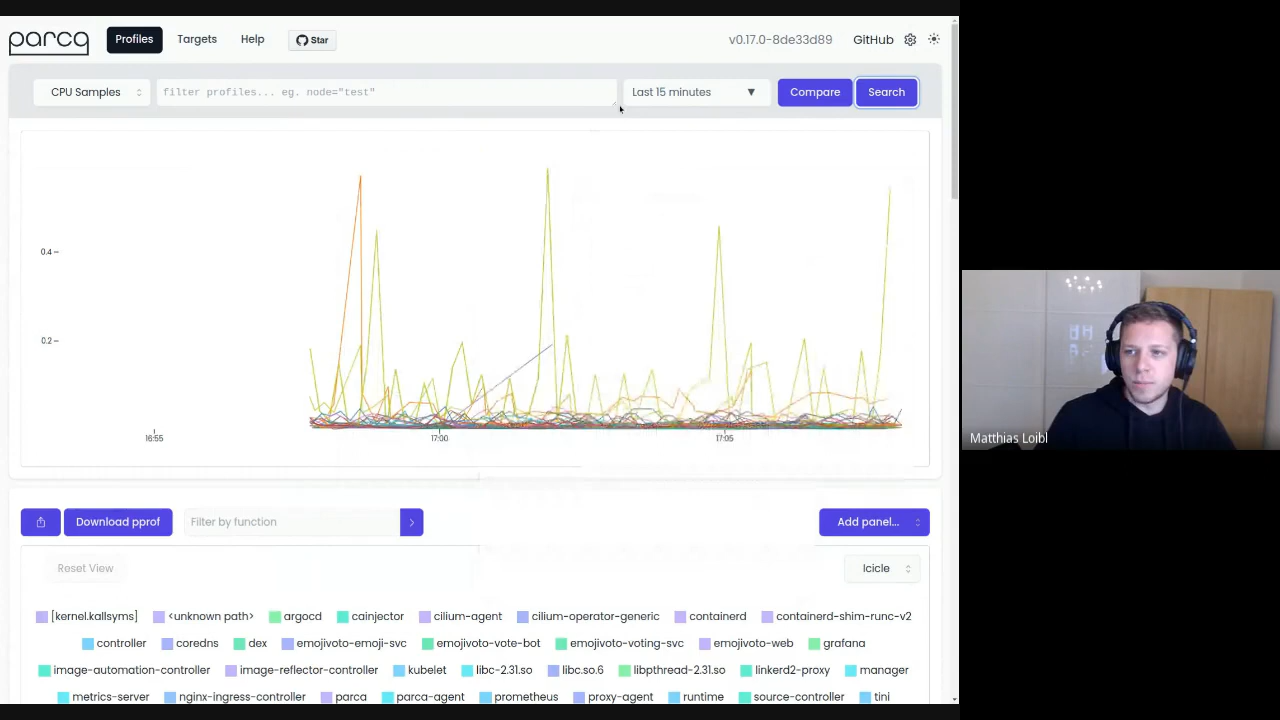 parca Profiles Targets Help Star v0.17.0-8de33d89 GitHub
CPU Samples filter profiles... eg. node="test" Last 15 minutes ▼ Compare Search
0.4
0.2
16:55 17:00 17:05
Download pprof Filter by function Add panel...
Reset View Icicle
[kernel.kallsyms] <unknown path> argocd cainjector cilium-agent cilium-operator-generic containerd containerd-shim-runc-v2
controller coredns dex emojivoto-emoji-svc emojivoto-vote-bot emojivoto-voting-svc emojivoto-web grafana
image-automation-controller image-reflector-controller kubelet libc-2.31.so libc.so.6 libpthread-2.31.so linkerd2-proxy manager
metrics-server nginx-ingress-controller parca parca-agent prometheus proxy-agent runtime source-controller tini
Matthias Loibl